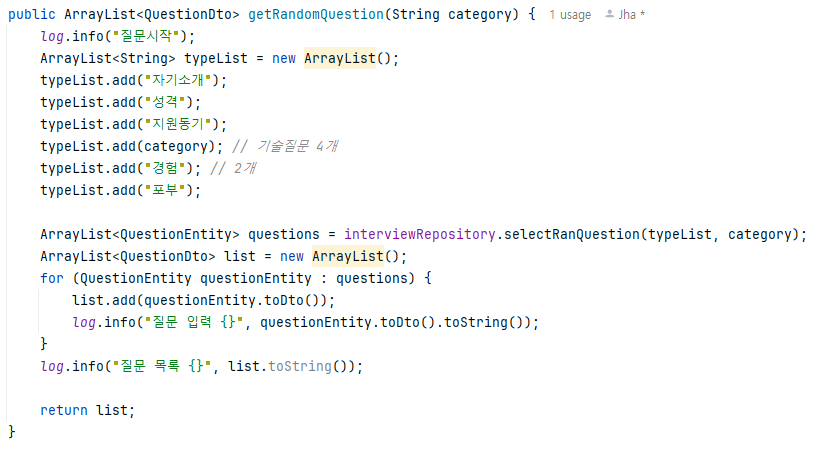 public ArrayList<QuestionDto> getRandomQuestion(String category) { 1 usage Jha *
log.info("질문시작");
ArrayList<String> typeList = new ArrayList();
typeList.add("자기소개");
typeList.add("성격");
typeList.add("지원동기");
typeList.add(category); // 기술질문 4개
typeList.add("경험"); // 2개
typeList.add("포부");
ArrayList<QuestionEntity> questions = interviewRepository.selectRanQuestion(typeList, category);
ArrayList<QuestionDto> list = new ArrayList();
for (QuestionEntity questionEntity : questions) {
list.add(questionEntity.toDto());
log.info("질문 입력 {}", questionEntity.toDto().toString());
}
log.info("질문 목록 {}", list.toString());
return list;
}